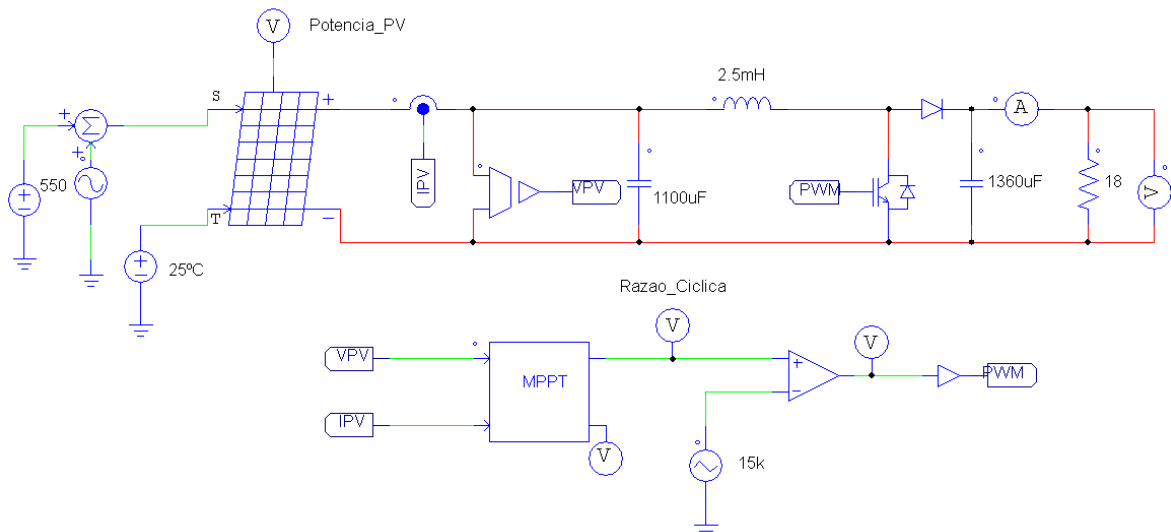 V Potencia_PV
2.5mH
S + A
+ + Σ
550 IPV VPV 1100uF PWM 1360uF 18 V
+
T −
25ºC
Razao_Ciclica
V V
VPV
MPPT + PWM
−
IPV
V 15k